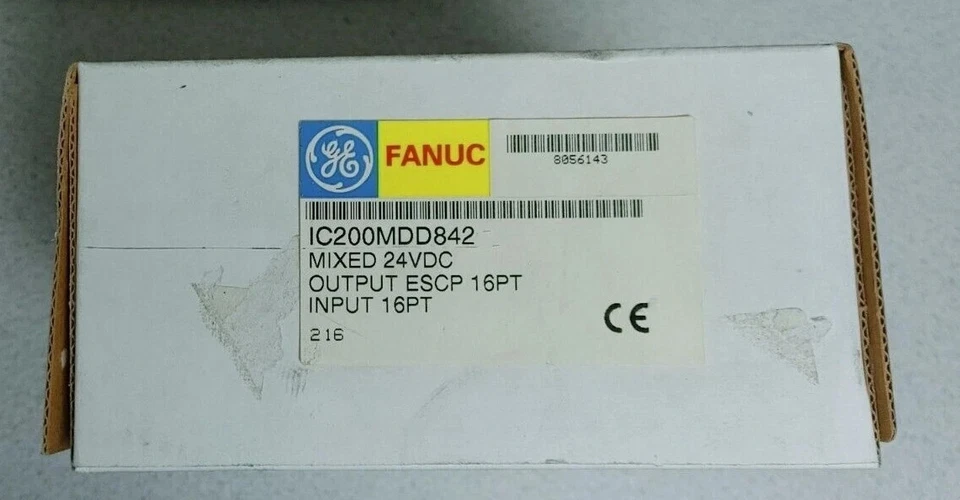 GE FANUC
8056143
IC200MDD842
MIXED 24VDC
OUTPUT ESCP 16PT
INPUT 16PT
216
CE